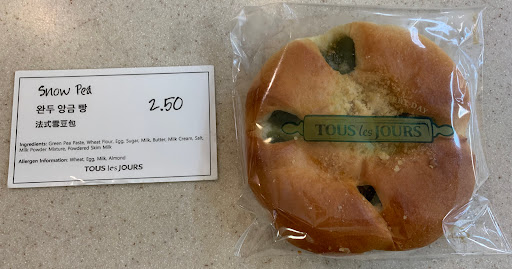 Snow Pea
완두 앙금 빵
2.50
法式雪豆包
Ingredients: Green Pea Paste, Wheat Flour, Egg, Sugar, Milk, Butter, Milk Cream, Salt,
Milk Powder Mixture, Powdered Skim Milk
Allergen Information: Wheat, Egg, Milk, Almond
TOUS les JOURS
TOUS les JOURS